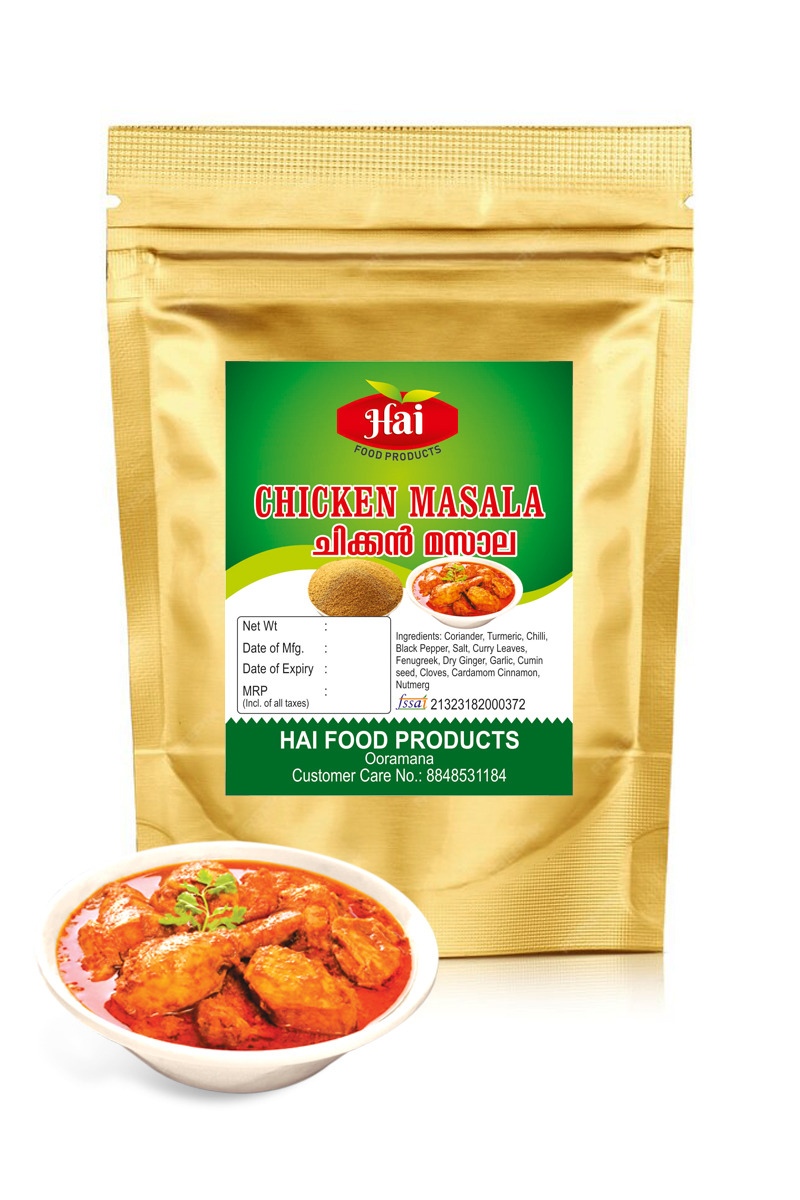 Hai
FOOD PRODUCTS
CHICKEN MASALA
ചിക്കൻ മസാല
Net Wt :
Date of Mfg. :
Date of Expiry :
MRP :
(Incl. of all taxes)
Ingredients: Coriander, Turmeric, Chilli,
Black Pepper, Salt, Curry Leaves,
Fenugreek, Dry Ginger, Garlic, Cumin
seed, Cloves, Cardamom Cinnamon,
Nutmerg
fssai 21323182000372
HAI FOOD PRODUCTS
Ooramana
Customer Care No.: 8848531184